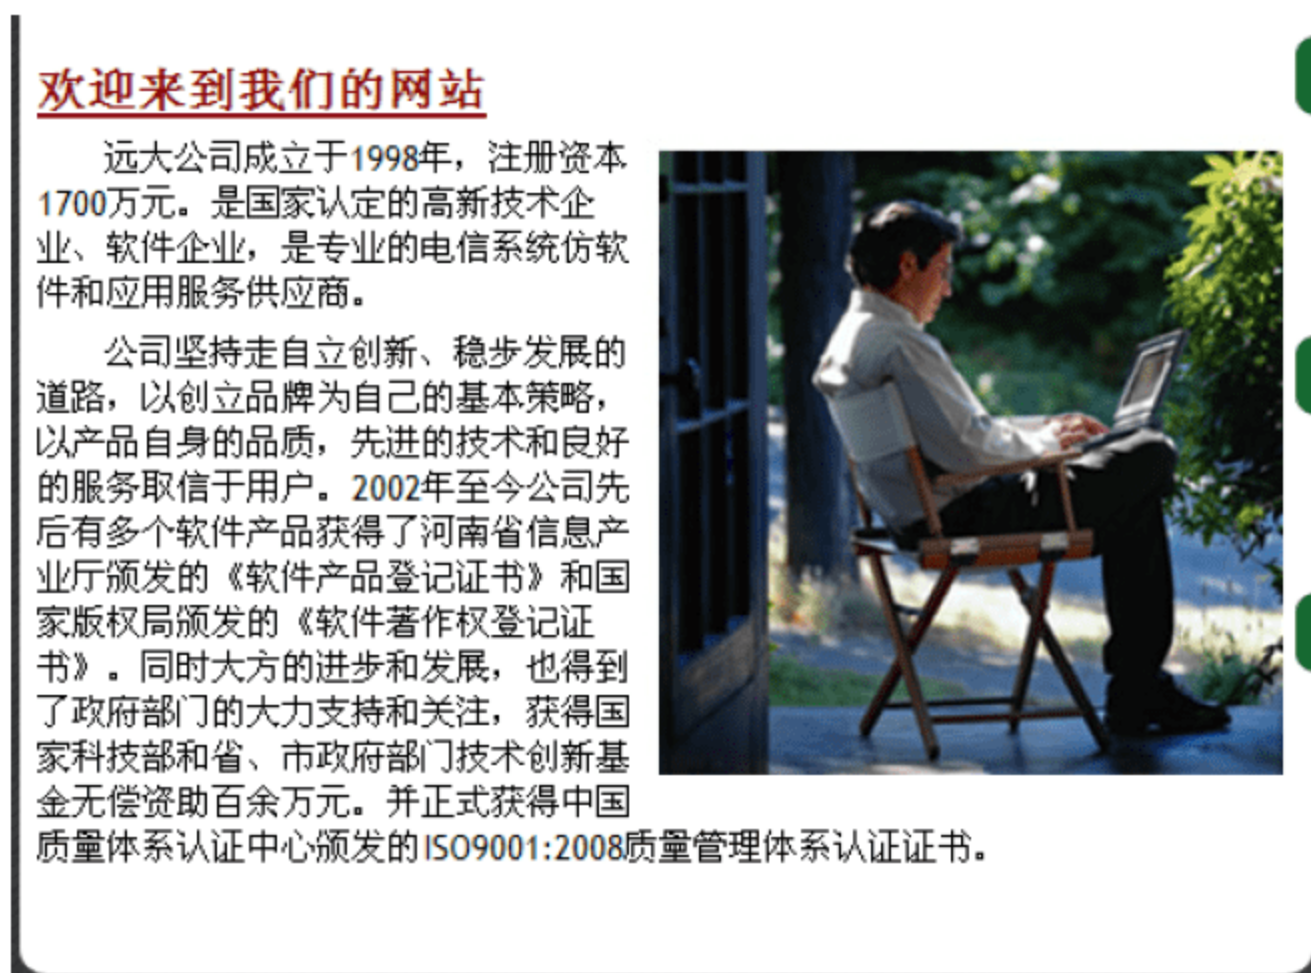 欢迎来到我们的网站
远大公司成立于1998年，注册资本
1700万元。是国家认定的高新技术企
业、软件企业，是专业的电信系统仿软
件和应用服务供应商。
公司坚持走自立创新、稳步发展的
道路，以创立品牌为自己的基本策略，
以产品自身的品质，先进的技术和良好
的服务取信于用户。2002年至今公司先
后有多个软件产品获得了河南省信息产
业厅颁发的《软件产品登记证书》和国
家版权局颁发的《软件著作权登记证
书》。同时大方的进步和发展，也得到
了政府部门的大力支持和关注，获得国
家科技部和省、市政府部门技术创新基
金无偿资助百余万元。并正式获得中国
质量体系认证中心颁发的ISO9001:2008质量管理体系认证证书。